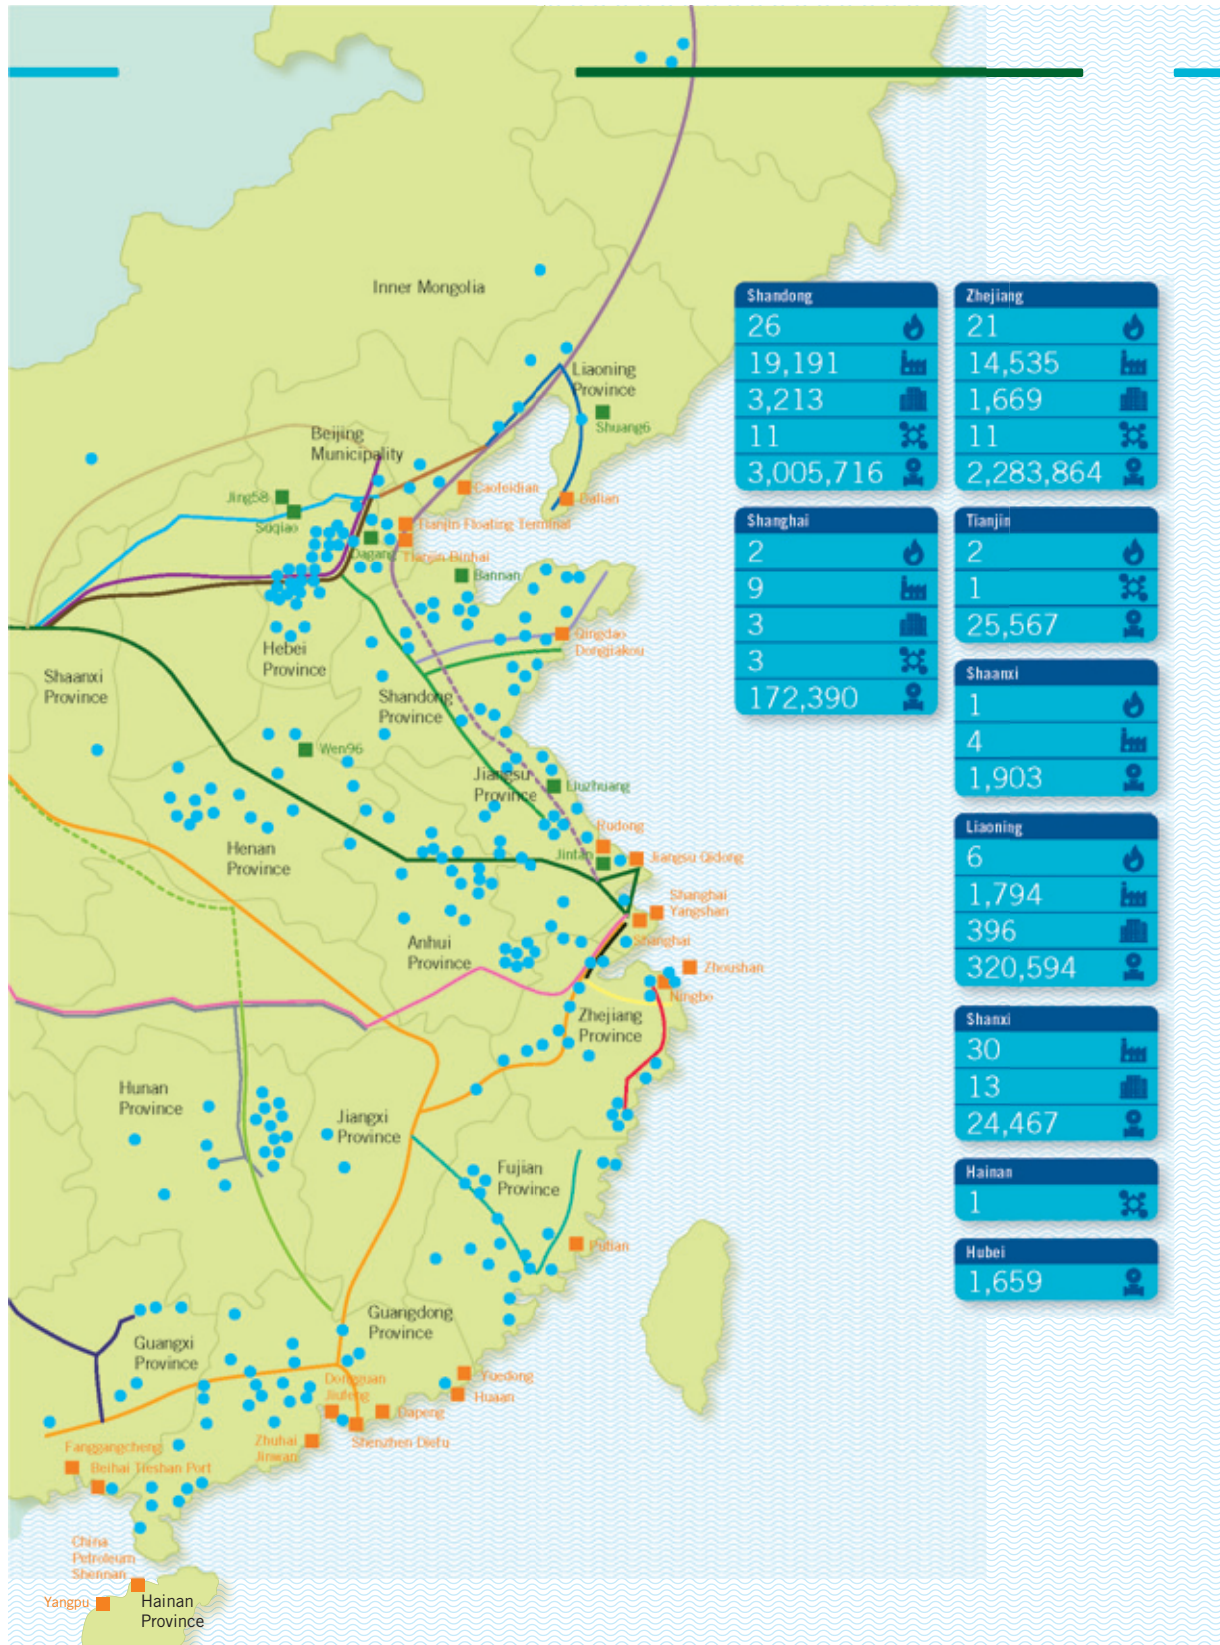 Inner Mongolia
Liaoning
Province
Shuang6
Beijing
Municipality
Jing58
Suqiao
Caofeidian
Dalian
Tianjin Floating Terminal
Dagang
Tianjin Binhai
Bannan
Hebei
Province
Qingdao
Dongjiakou
Shaanxi
Province
Shandong
Province
Wen96
Jiangsu
Province
Liuzhuang
Rudong
Henan
Province
Jintan
Jiangsu Qidong
Shanghai
Yangshan
Anhui
Province
Shanghai
Zhoushan
Ningbo
Zhejiang
Province
Hunan
Province
Jiangxi
Province
Fujian
Province
Putian
Guangdong
Province
Guangxi
Province
Dongguan
Jiufeng
Yuedong
Huaan
Dapeng
Zhuhai
Jinwan
Shenzhen Diefu
Fanggangcheng
Beihai Tieshan Port
China
Petroleum
Shennan
Yangpu
Hainan
Province
Shandong
26
19,191
3,213
11
3,005,716
Zhejiang
21
14,535
1,669
11
2,283,864
Shanghai
2
9
3
3
172,390
Tianjin
2
1
25,567
Shaanxi
1
4
1,903
Liaoning
6
1,794
396
320,594
Shanxi
30
13
24,467
Hainan
1
Hubei
1,659